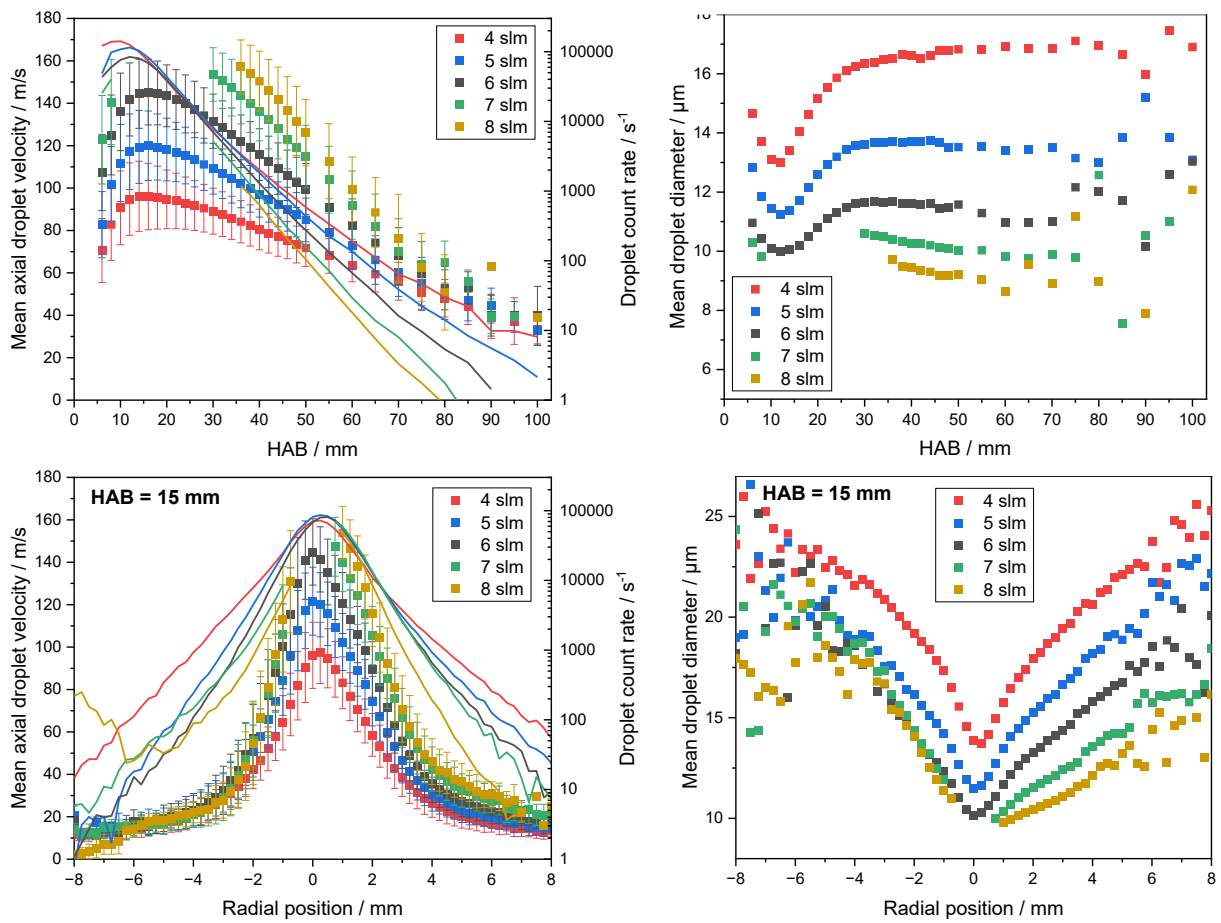 Mean axial droplet velocity / m/s
180
160
140
120
100
80
60
40
20
0
4 slm
5 slm
6 slm
7 slm
8 slm
100000
10000
1000
100
10
1
Droplet count rate / s⁻¹
0 10 20 30 40 50 60 70 80 90 100
HAB / mm
Mean droplet diameter / µm
18
16
14
12
10
8
6
4 slm
5 slm
6 slm
7 slm
8 slm
0 10 20 30 40 50 60 70 80 90 100
HAB / mm
Mean axial droplet velocity / m/s
180
160
140
120
100
80
60
40
20
0
HAB = 15 mm
4 slm
5 slm
6 slm
7 slm
8 slm
100000
10000
1000
100
10
1
Droplet count rate / s⁻¹
−8 −6 −4 −2 0 2 4 6 8
Radial position / mm
Mean droplet diameter / µm
25
20
15
10
HAB = 15 mm
4 slm
5 slm
6 slm
7 slm
8 slm
−8 −6 −4 −2 0 2 4 6 8
Radial position / mm